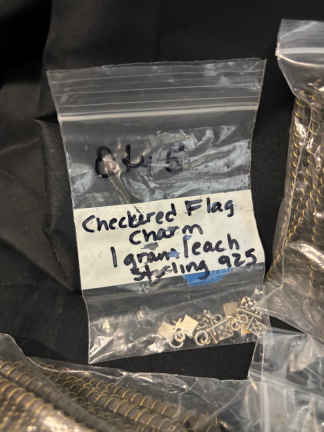 Checkered Flag
Charm
1 gram/each
Sterling 925